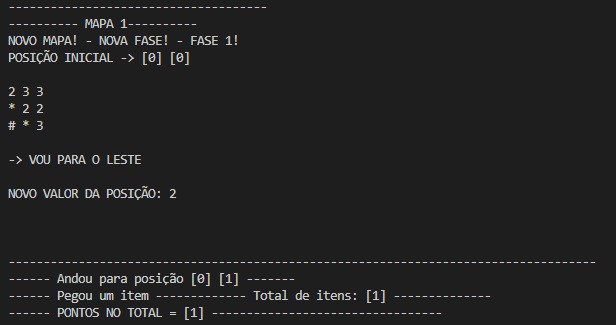 -------------------------------------
---------- MAPA 1----------
NOVO MAPA! - NOVA FASE! - FASE 1!
POSIÇÃO INICIAL -> [0] [0]
2 3 3
* 2 2
# * 3
-> VOU PARA O LESTE
NOVO VALOR DA POSIÇÃO: 2
-------------------------------------------------------------------------------------
------ Andou para posição [0] [1] -------
------ Pegou um item ------------- Total de itens: [1] --------------
------ PONTOS NO TOTAL = [1] ---------------------------------